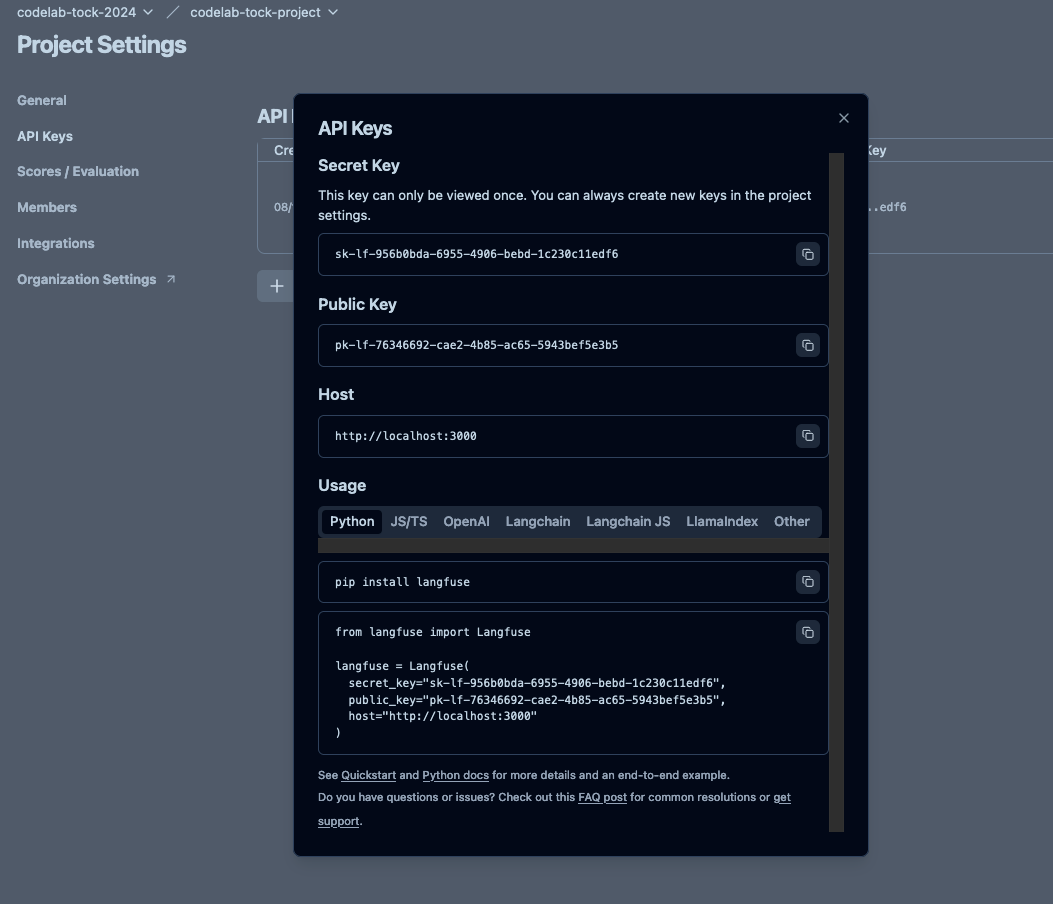 codelab-tock-2024 / codelab-tock-project
Project Settings
General
API Keys
Scores / Evaluation
Members
Integrations
Organization Settings
API
Key
08/
..edf6
API Keys
Secret Key
This key can only be viewed once. You can always create new keys in the project
settings.
sk-lf-956b0bda-6955-4906-bebd-1c230c11edf6
Public Key
pk-lf-76346692-cae2-4b85-ac65-5943bef5e3b5
Host
http://localhost:3000
Usage
Python JS/TS OpenAI Langchain Langchain JS LlamaIndex Other
pip install langfuse
from langfuse import Langfuse
langfuse = Langfuse(
  secret_key="sk-lf-956b0bda-6955-4906-bebd-1c230c11edf6",
  public_key="pk-lf-76346692-cae2-4b85-ac65-5943bef5e3b5",
  host="http://localhost:3000"
)
See Quickstart and Python docs for more details and an end-to-end example.
Do you have questions or issues? Check out this FAQ post for common resolutions or get
support.